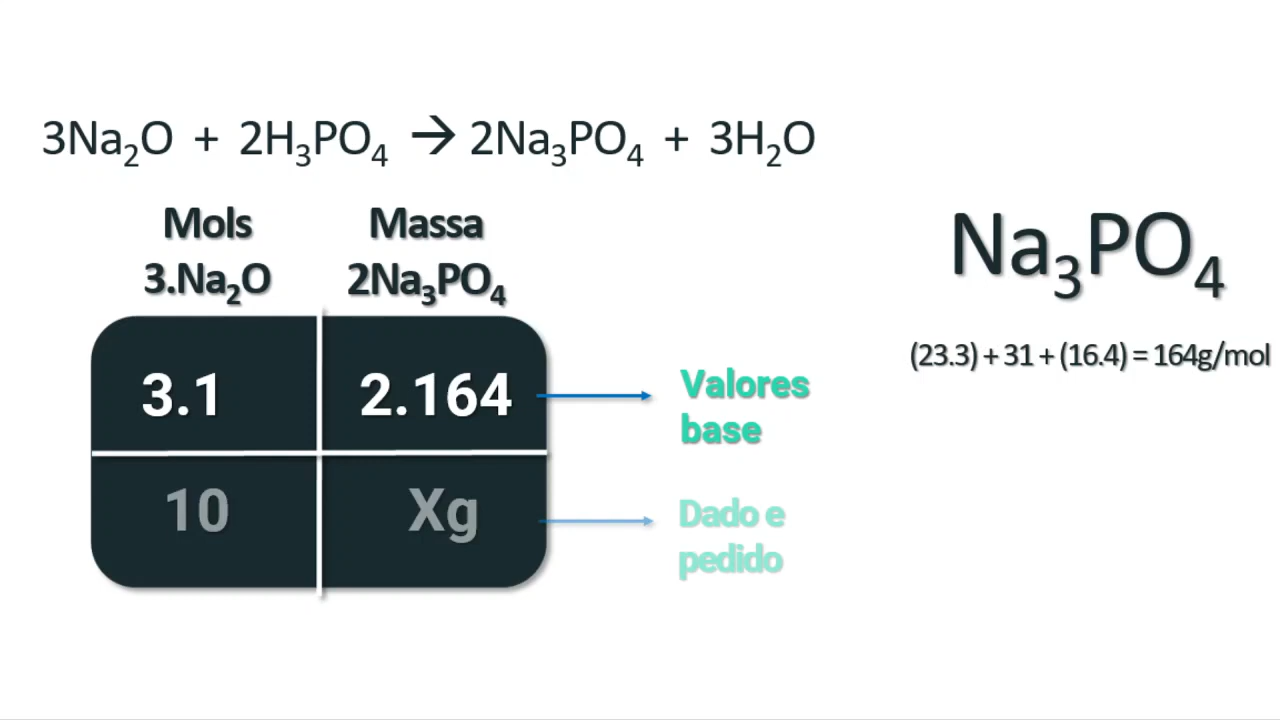 3Na₂O + 2H₃PO₄ → 2Na₃PO₄ + 3H₂O
Mols Massa
3.Na₂O 2Na₃PO₄
3.1 2.164
Valores
base
10 Xg
Dado e
pedido
Na₃PO₄
(23.3) + 31 + (16.4) = 164g/mol